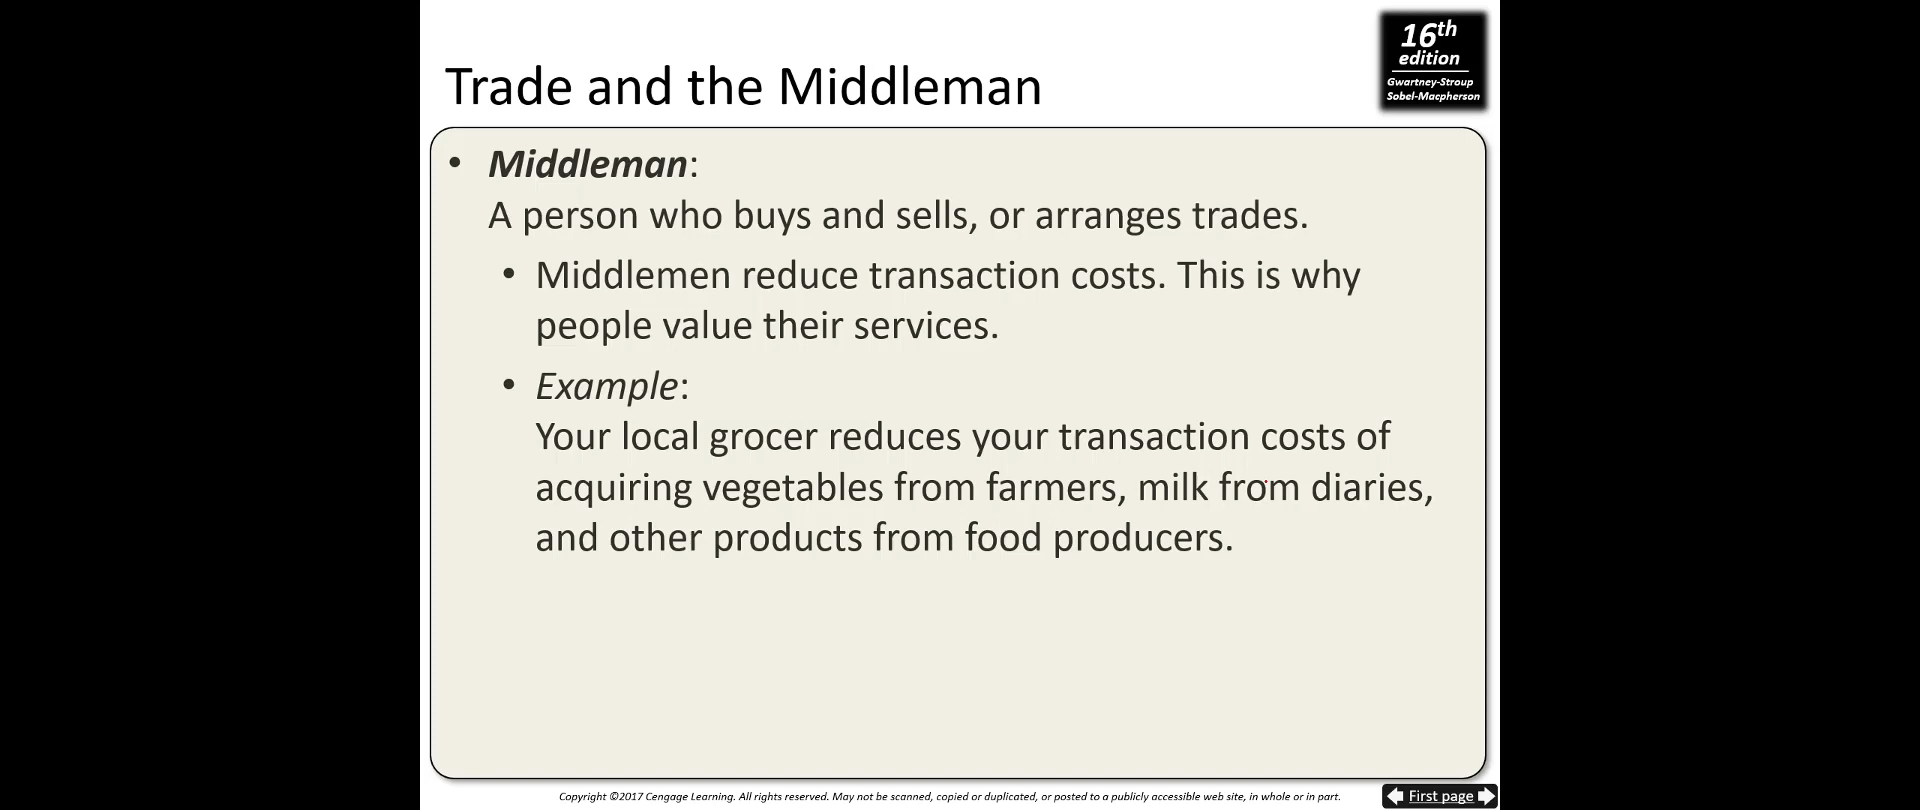 16th
edition
Gwartney-Stroup
Sobel-Macpherson
Trade and the Middleman
• Middleman:
A person who buys and sells, or arranges trades.
• Middlemen reduce transaction costs. This is why
people value their services.
• Example:
Your local grocer reduces your transaction costs of
acquiring vegetables from farmers, milk from diaries,
and other products from food producers.
Copyright ©2017 Cengage Learning. All rights reserved. May not be scanned, copied or duplicated, or posted to a publicly accessible web site, in whole or in part.
First page